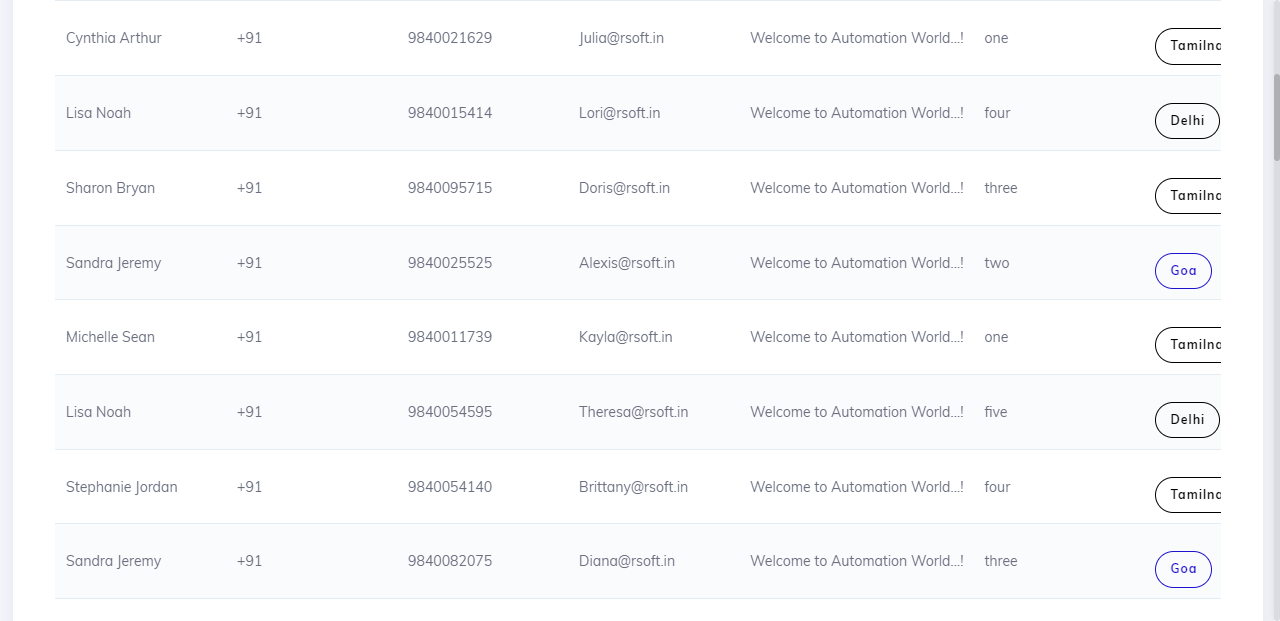 Cynthia Arthur +91 9840021629 Julia@rsoft.in Welcome to Automation World...! one Tamilna
Lisa Noah +91 9840015414 Lori@rsoft.in Welcome to Automation World...! four Delhi
Sharon Bryan +91 9840095715 Doris@rsoft.in Welcome to Automation World...! three Tamilna
Sandra Jeremy +91 9840025525 Alexis@rsoft.in Welcome to Automation World...! two Goa
Michelle Sean +91 9840011739 Kayla@rsoft.in Welcome to Automation World...! one Tamilna
Lisa Noah +91 9840054595 Theresa@rsoft.in Welcome to Automation World...! five Delhi
Stephanie Jordan +91 9840054140 Brittany@rsoft.in Welcome to Automation World...! four Tamilna
Sandra Jeremy +91 9840082075 Diana@rsoft.in Welcome to Automation World...! three Goa